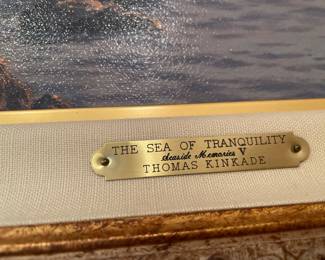 THE SEA OF TRANQUILITY
Seaside Memories V
THOMAS KINKADE